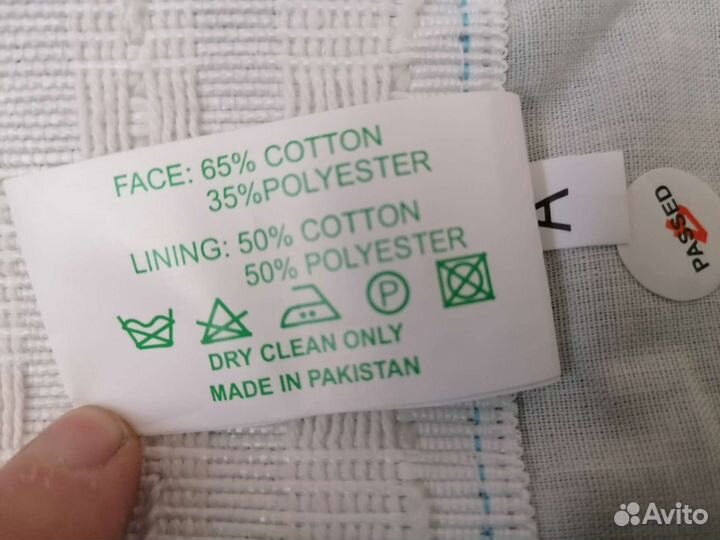 FACE: 65% COTTON
35%POLYESTER
LINING: 50% COTTON
50% POLYESTER
P
DRY CLEAN ONLY
MADE IN PAKISTAN
A
PASSED
Avito